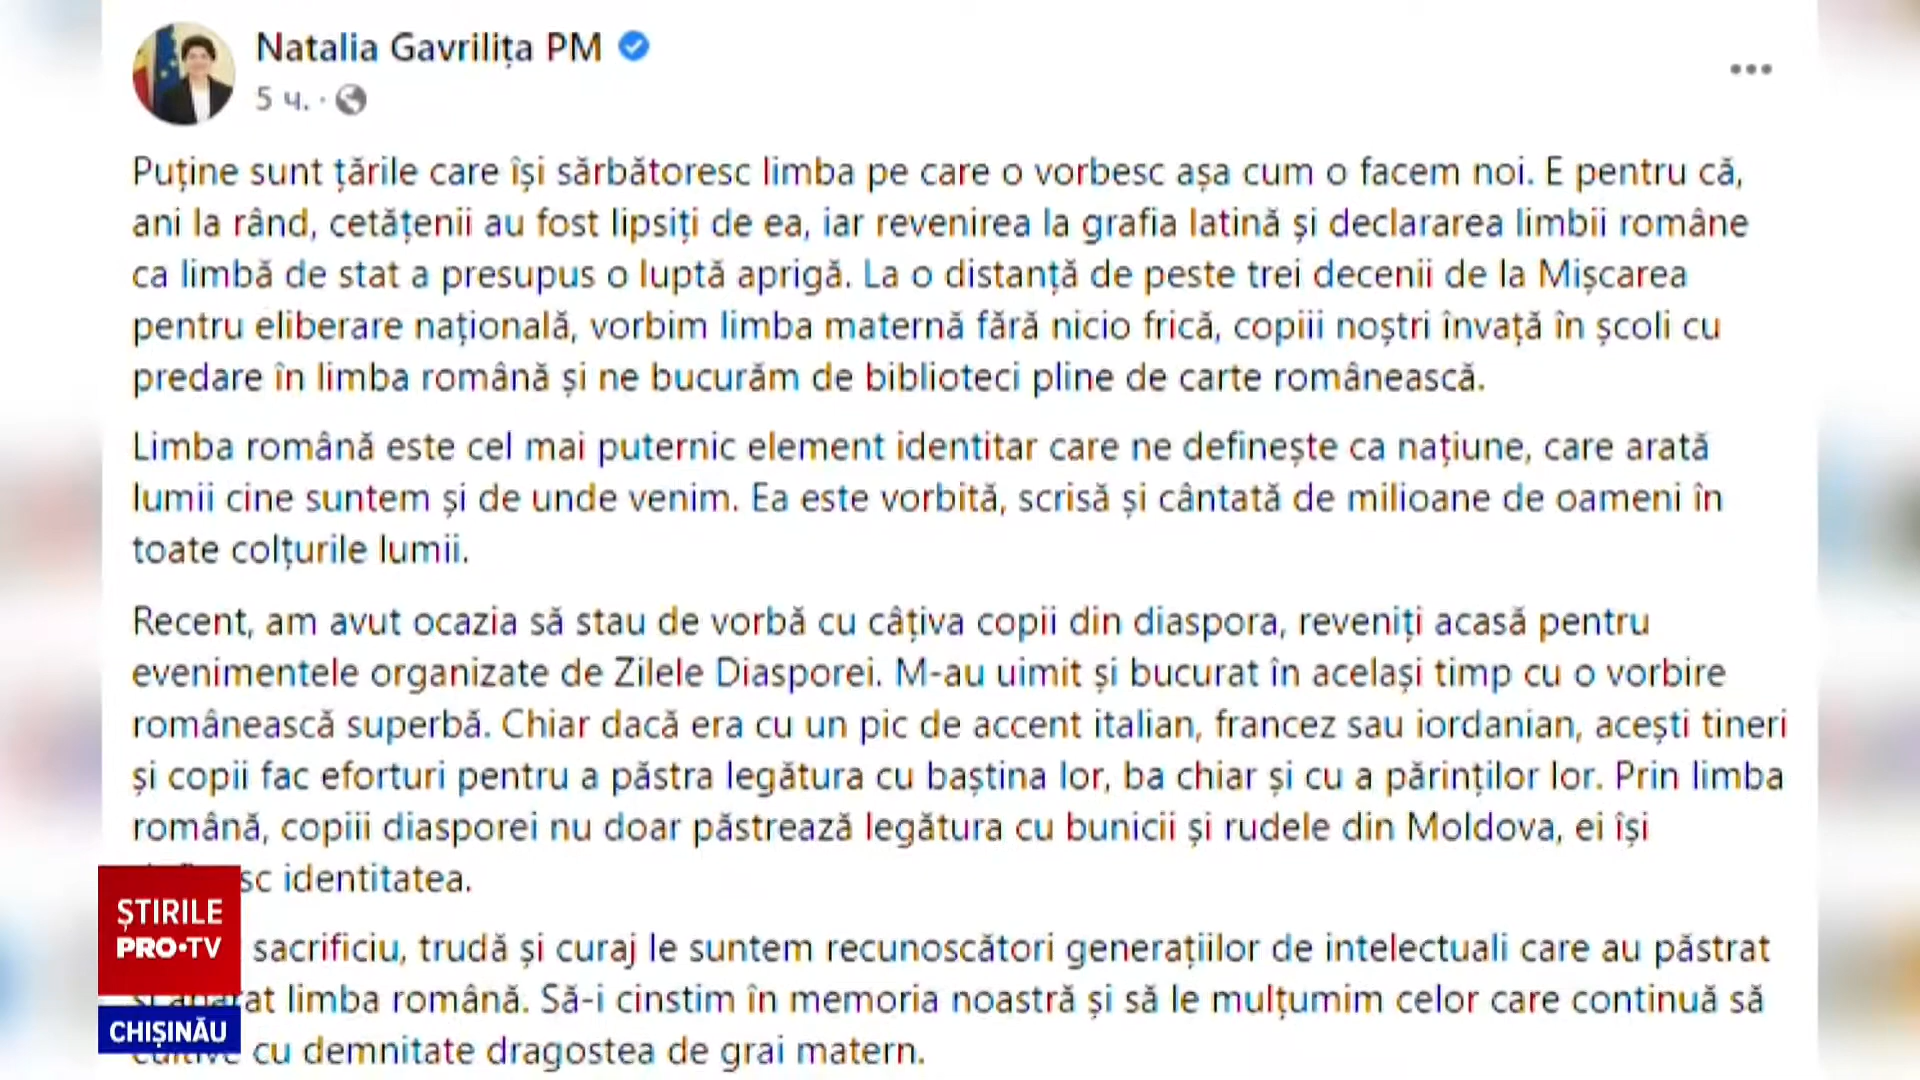 Natalia Gavrilița PM
5 ч. ·
Puține sunt țările care își sărbătoresc limba pe care o vorbesc așa cum o facem noi. E pentru că,
ani la rând, cetățenii au fost lipsiți de ea, iar revenirea la grafia latină și declararea limbii române
ca limbă de stat a presupus o luptă aprigă. La o distanță de peste trei decenii de la Mișcarea
pentru eliberare națională, vorbim limba maternă fără nicio frică, copiii noștri învață în școli cu
predare în limba română și ne bucurăm de biblioteci pline de carte românească.
Limba română este cel mai puternic element identitar care ne definește ca națiune, care arată
lumii cine suntem și de unde venim. Ea este vorbită, scrisă și cântată de milioane de oameni în
toate colțurile lumii.
Recent, am avut ocazia să stau de vorbă cu câțiva copii din diaspora, reveniți acasă pentru
evenimentele organizate de Zilele Diasporei. M-au uimit și bucurat în același timp cu o vorbire
românească superbă. Chiar dacă era cu un pic de accent italian, francez sau iordanian, acești tineri
și copii fac eforturi pentru a păstra legătura cu baștina lor, ba chiar și cu a părinților lor. Prin limba
română, copiii diasporei nu doar păstrează legătura cu bunicii și rudele din Moldova, ei își
identitatea.
sacrificiu, trudă și curaj le suntem recunoscători generațiilor de intelectuali care au păstrat
limba română. Să-i cinstim în memoria noastră și să le mulțumim celor care continuă să
cu demnitate dragostea de grai matern.
ȘTIRILE
PRO•TV
CHIȘINĂU